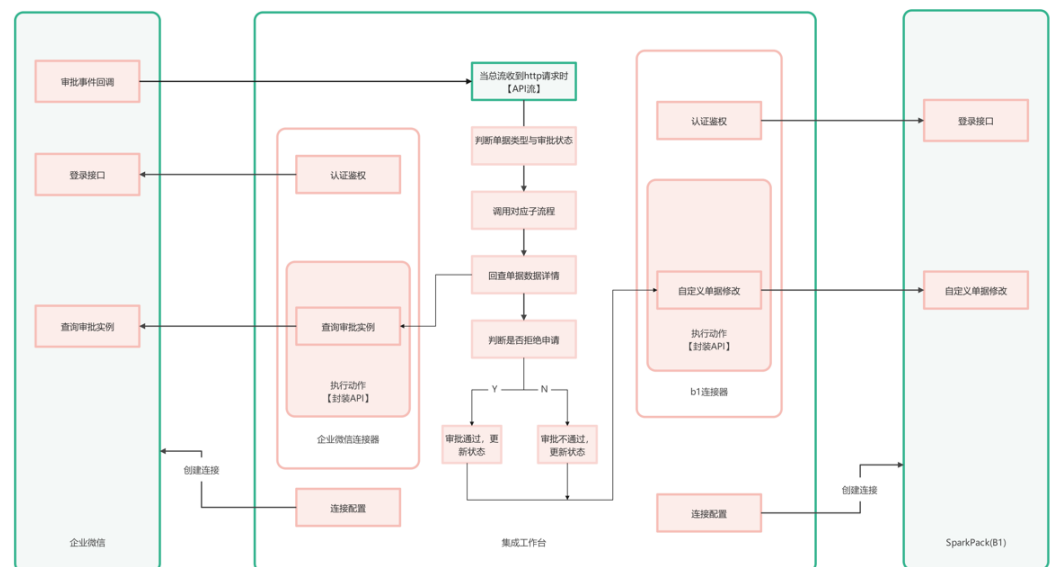 审批事件回调
登录接口
查询审批实例
创建连接
企业微信
认证鉴权
查询审批实例
执行动作
【封装API】
企业微信连接器
连接配置
当总流收到http请求时
【API流】
判断单据类型与审批状态
调用对应子流程
回查单据数据详情
判断是否拒绝申请
Y
N
审批通过，更
新状态
审批不通过，
更新状态
集成工作台
认证鉴权
自定义单据修改
执行动作
【封装API】
b1连接器
连接配置
创建连接
登录接口
自定义单据修改
SparkPack(B1)